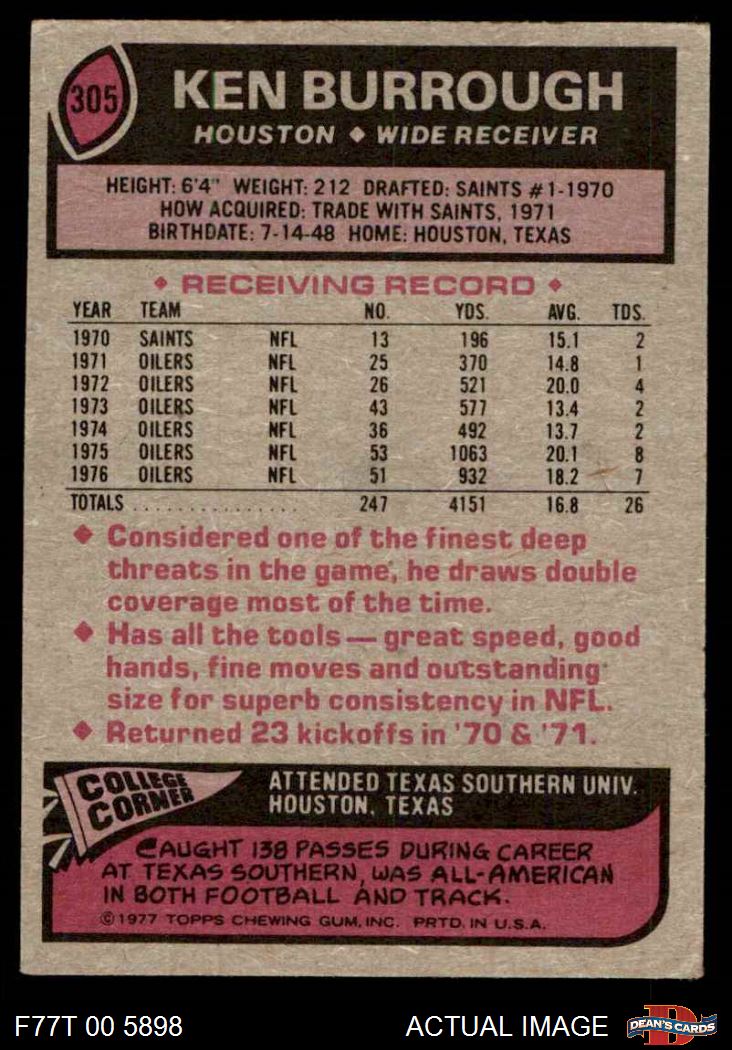 305
KEN BURROUGH
HOUSTON ◆ WIDE RECEIVER
HEIGHT: 6'4" WEIGHT: 212 DRAFTED: SAINTS #1-1970
HOW ACQUIRED: TRADE WITH SAINTS, 1971
BIRTHDATE: 7-14-48 HOME: HOUSTON, TEXAS
◆ RECEIVING RECORD ◆
YEAR TEAM NO. YDS. AVG. TDS.
1970 SAINTS NFL 13 196 15.1 2
1971 OILERS NFL 25 370 14.8 1
1972 OILERS NFL 26 521 20.0 4
1973 OILERS NFL 43 577 13.4 2
1974 OILERS NFL 36 492 13.7 2
1975 OILERS NFL 53 1063 20.1 8
1976 OILERS NFL 51 932 18.2 7
TOTALS ............... 247 4151 16.8 26
◆ Considered one of the finest deep
threats in the game, he draws double
coverage most of the time.
◆ Has all the tools — great speed, good
hands, fine moves and outstanding
size for superb consistency in NFL.
◆ Returned 23 kickoffs in '70 & '71.
COLLEGE
CORNER
ATTENDED TEXAS SOUTHERN UNIV.
HOUSTON, TEXAS
CAUGHT 138 PASSES DURING CAREER
AT TEXAS SOUTHERN, WAS ALL-AMERICAN
IN BOTH FOOTBALL AND TRACK.
©1977 TOPPS CHEWING GUM, INC. PRTD. IN U.S.A.
F77T 00 5898 ACTUAL IMAGE
D
DEAN'S CARDS